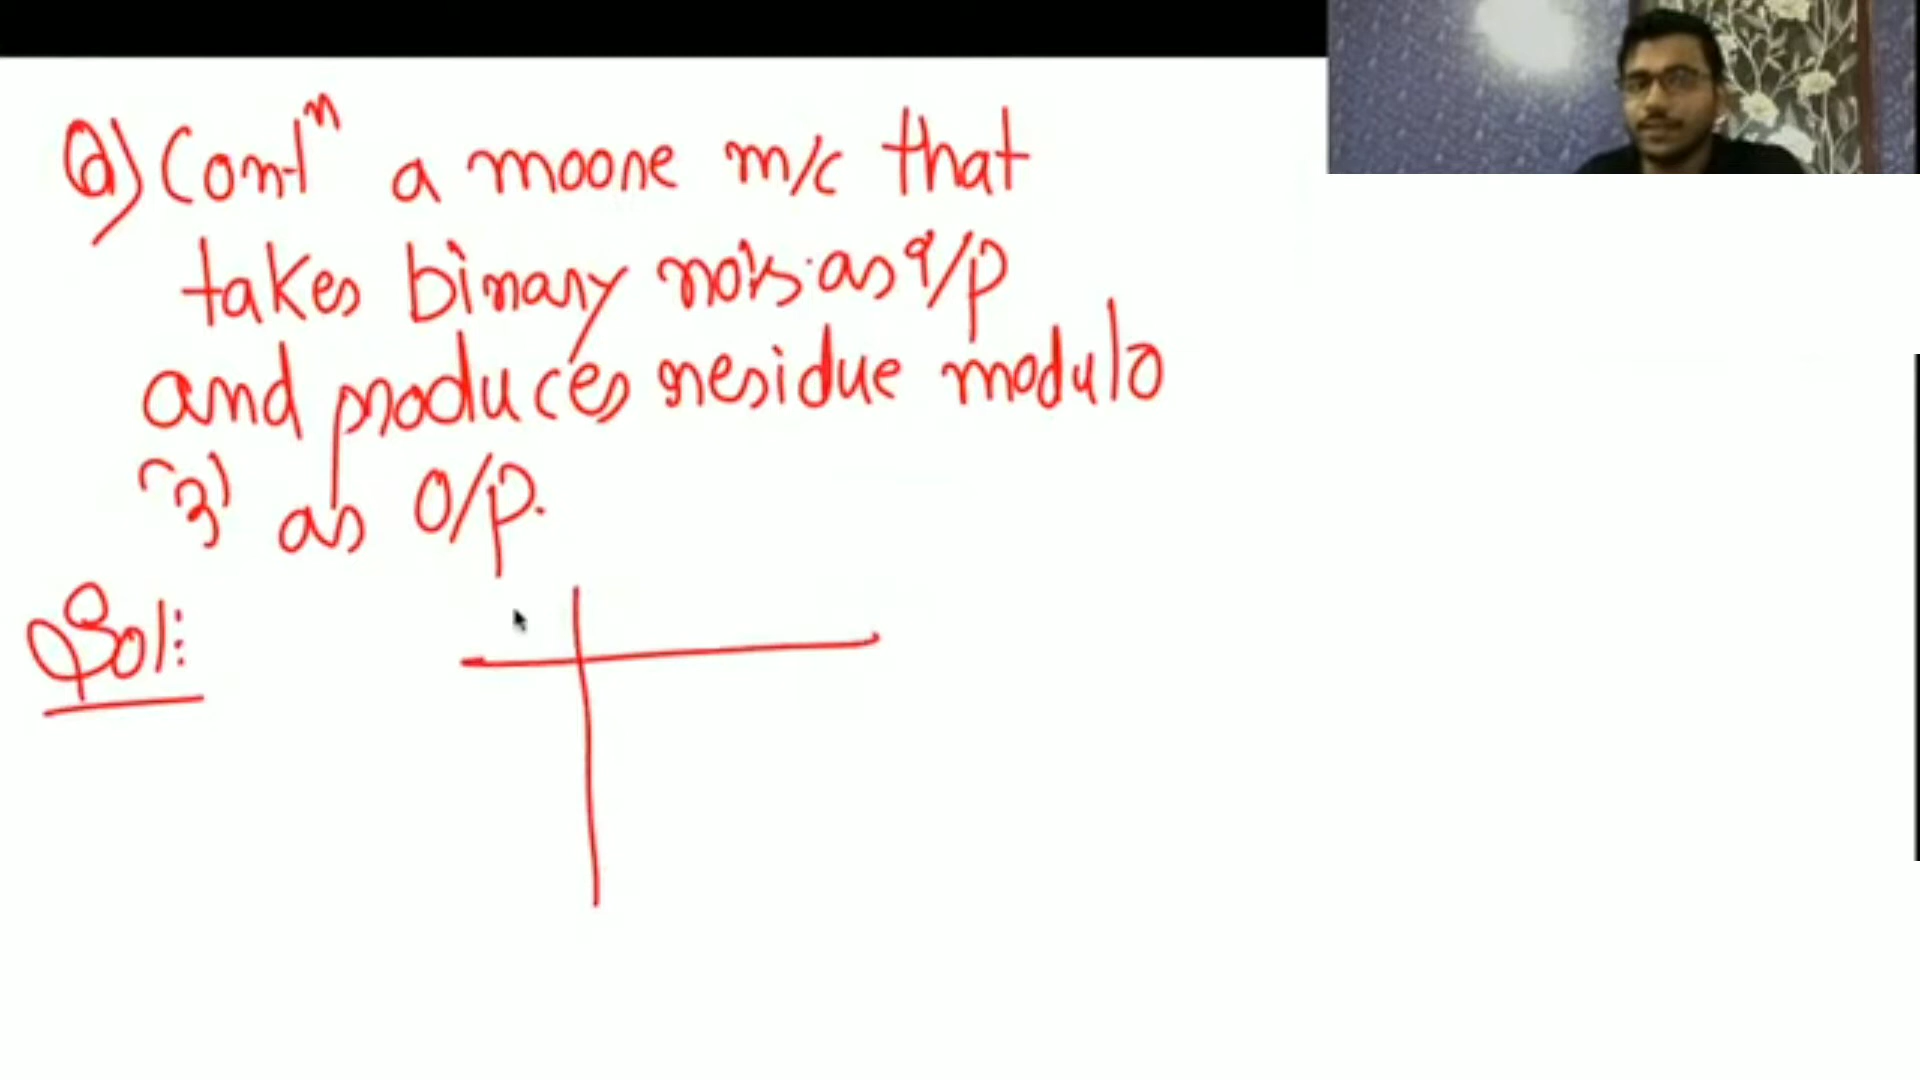 Q) Constⁿ a moore m/c that
takes binary no's. as i/p
and produces residue modulo
'3' as O/p.
Sol: